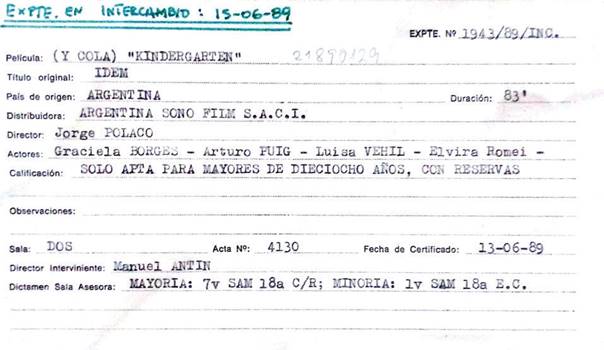 EXPTE. EN INTERCAMBIO: 15-06-89
EXPTE. Nº 1943/89/INC.
Película: (Y COLA) "KINDERGARTEN"
Título original: IDEM
País de origen: ARGENTINA Duración: 83'
Distribuidora: ARGENTINA SONO FILM S.A.C.I.
Director: Jorge POLACO
Actores: Graciela BORGES - Arturo PUIG - Luisa VEHIL - Elvira Romei -
Calificación: SOLO APTA PARA MAYORES DE DIECIOCHO AÑOS, CON RESERVAS
Observaciones:
Sala: DOS Acta Nº: 4130 Fecha de Certificado: 13-06-89
Director Interviniente: Manuel ANTIN
Dictamen Sala Asesora: MAYORIA: 7v SAM 18a C/R; MINORIA: 1v SAM 18a E.C.